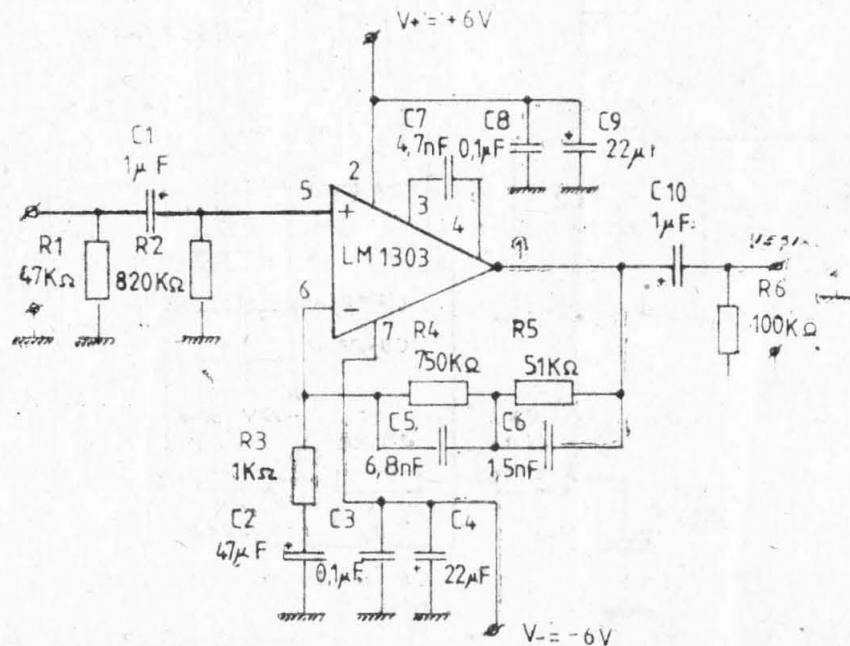 V+ = +6V
C7
C8
C9
4,7nF
0,1µF
22µ
C1
1µF
C10
1µF
5
2
3
4
+
LM 1303
R1
47KΩ
R2
820KΩ
R6
100KΩ
6
−
7
R4
750KΩ
R5
51KΩ
C5
6,8nF
C6
1,5nF
R3
1KΩ
C2
47µF
C3
0,1µF
C4
22µF
V-= -6V